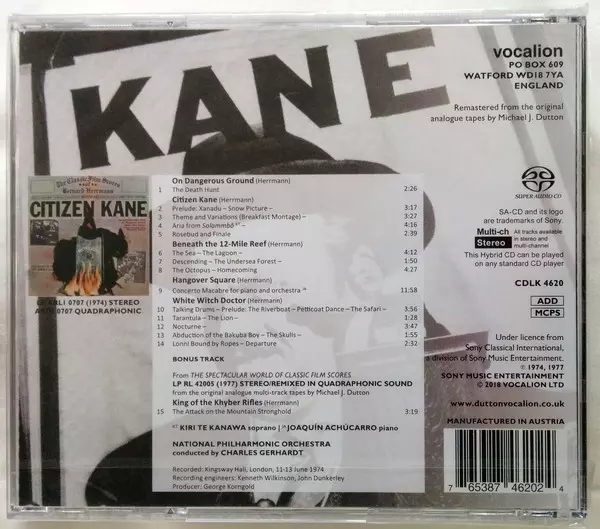 KANE
vocalion
PO BOX 609
WATFORD WD18 7YA
ENGLAND
Remastered from the original
analogue tapes by Michael J. Dutton
The Classic Film Scores
Bernard Herrmann
CITIZEN KANE
0707 (1974) STEREO
0707 QUADRAPHONIC
On Dangerous Ground (Herrmann)
1 The Death Hunt 2:26
Citizen Kane (Herrmann)
2 Prelude: Xanadu – Snow Picture – 3:17
3 Theme and Variations (Breakfast Montage) – 3:27
4 Aria from Salammbô 4:16
5 Rosebud and Finale 2:39
Beneath the 12-Mile Reef (Herrmann)
6 The Sea – The Lagoon – 4:12
7 Descending – The Undersea Forest – 1:50
8 The Octopus – Homecoming 4:27
Hangover Square (Herrmann)
9 Concerto Macabre for piano and orchestra 11:58
White Witch Doctor (Herrmann)
10 Talking Drums – Prelude: The Riverboat – Petticoat Dance – The Safari – 3:56
11 Tarantula – The Lion – 1:28
12 Nocturne – 3:47
13 Abduction of the Bakuba Boy – The Skulls – 1:55
14 Lonni Bound by Ropes – Departure 2:32
BONUS TRACK
From THE SPECTACULAR WORLD OF CLASSIC FILM SCORES
LP RL 42005 (1977) STEREO/REMIXED IN QUADRAPHONIC SOUND
from the original analogue multi-track tapes by Michael J. Dutton
King of the Khyber Rifles (Herrmann)
15 The Attack on the Mountain Stronghold 3:19
KIRI TE KANAWA soprano | JOAQUÍN ACHÚCARRO piano
NATIONAL PHILHARMONIC ORCHESTRA
conducted by CHARLES GERHARDT
Recorded: Kingsway Hall, London, 11-13 June 1974
Recording engineers: Kenneth Wilkinson, John Dunkerley
Producer: George Korngold
SUPER AUDIO CD
SA-CD and its logo
are trademarks of Sony.
Multi-ch
Stereo
All tracks available
in stereo and
multi-channel
This Hybrid CD can be
played on any standard CD player
CDLK 4620
ADD
MCPS
Under licence from
Sony Classical International,
a division of Sony Music Entertainment.
℗ 1974, 1977
SONY MUSIC ENTERTAINMENT
© 2018 VOCALION LTD
www.duttonvocalion.co.uk
MANUFACTURED IN AUSTRIA
7 65387 46202 4